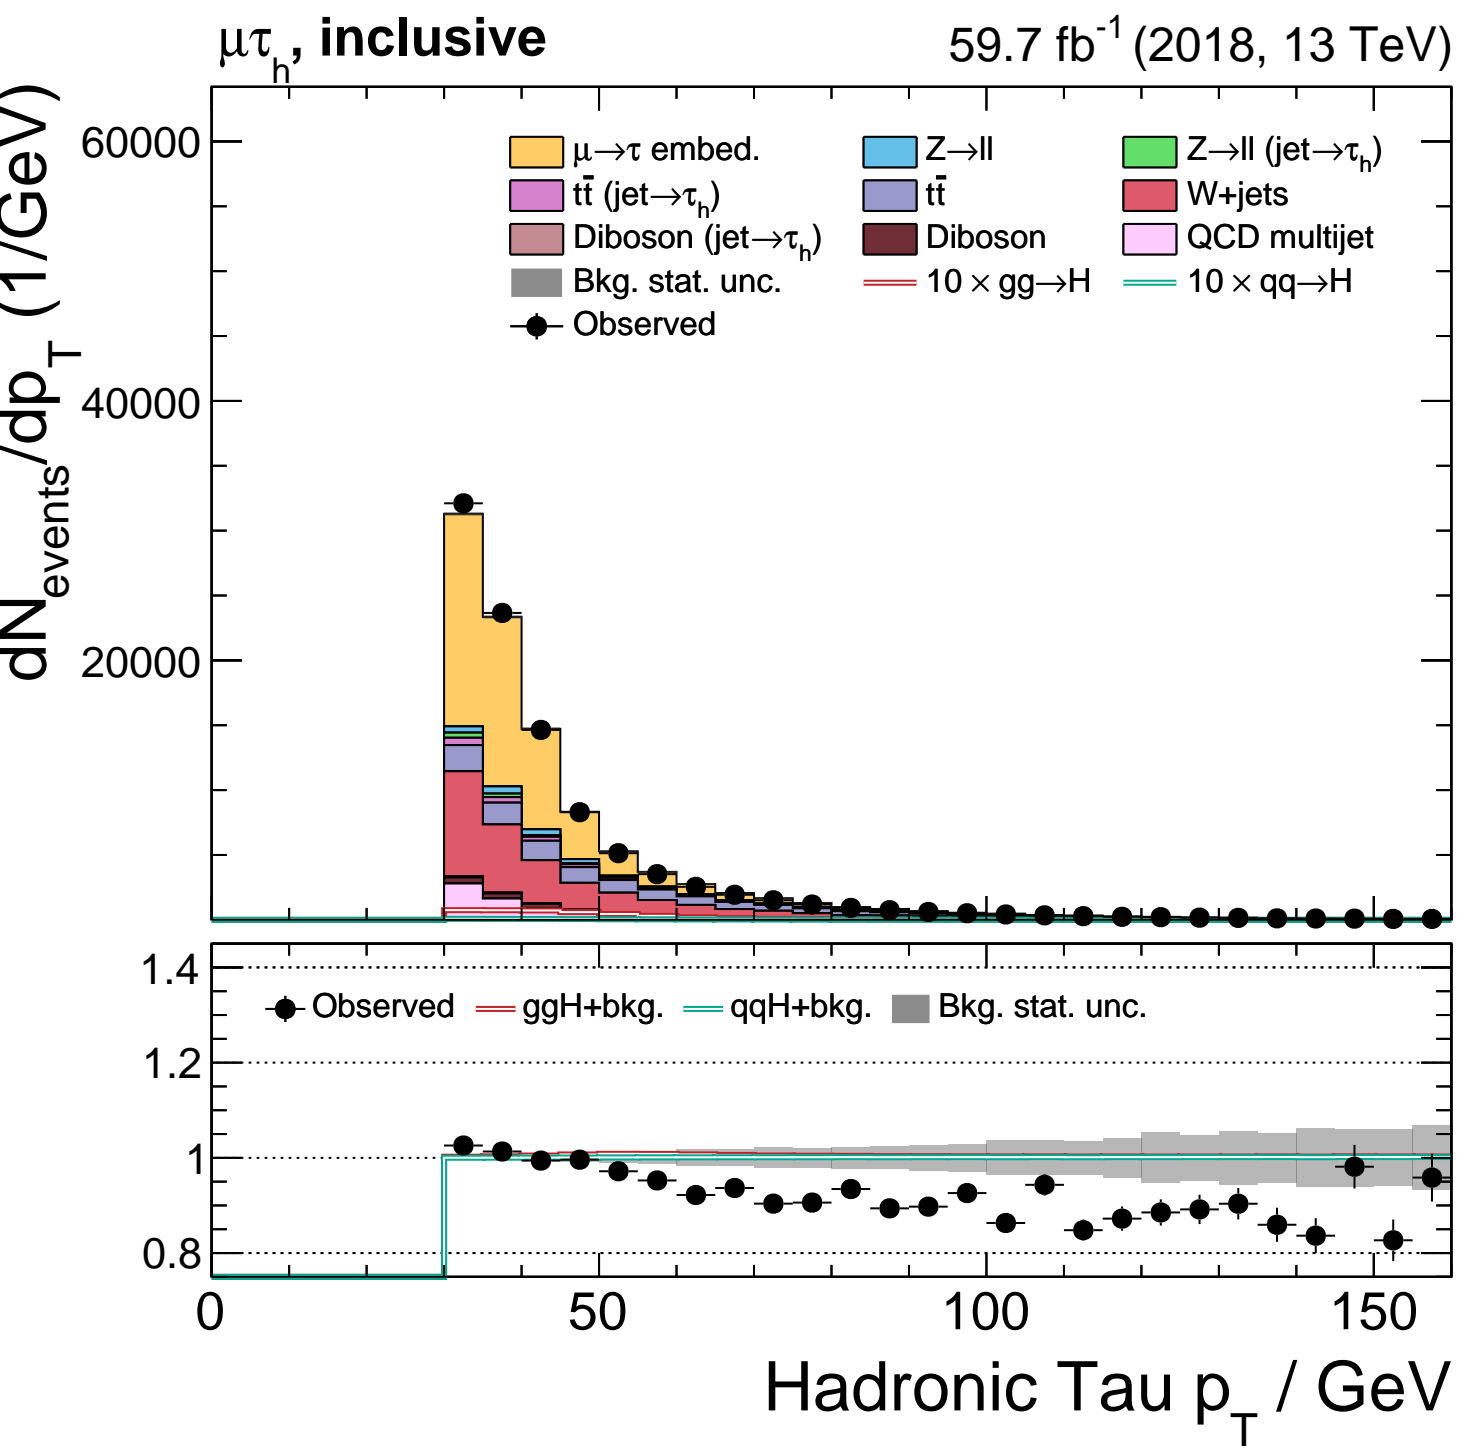 μτh, inclusive
59.7 fb-1 (2018, 13 TeV)
dNevents/dpT (1/GeV)
60000
40000
20000
μ→τ embed.
Z→ll
Z→ll (jet→τh)
tt̄ (jet→τh)
tt̄
W+jets
Diboson (jet→τh)
Diboson
QCD multijet
Bkg. stat. unc.
10 × gg→H
10 × qq→H
Observed
1.4
1.2
1
0.8
Observed
ggH+bkg.
qqH+bkg.
Bkg. stat. unc.
0
50
100
150
Hadronic Tau pT / GeV